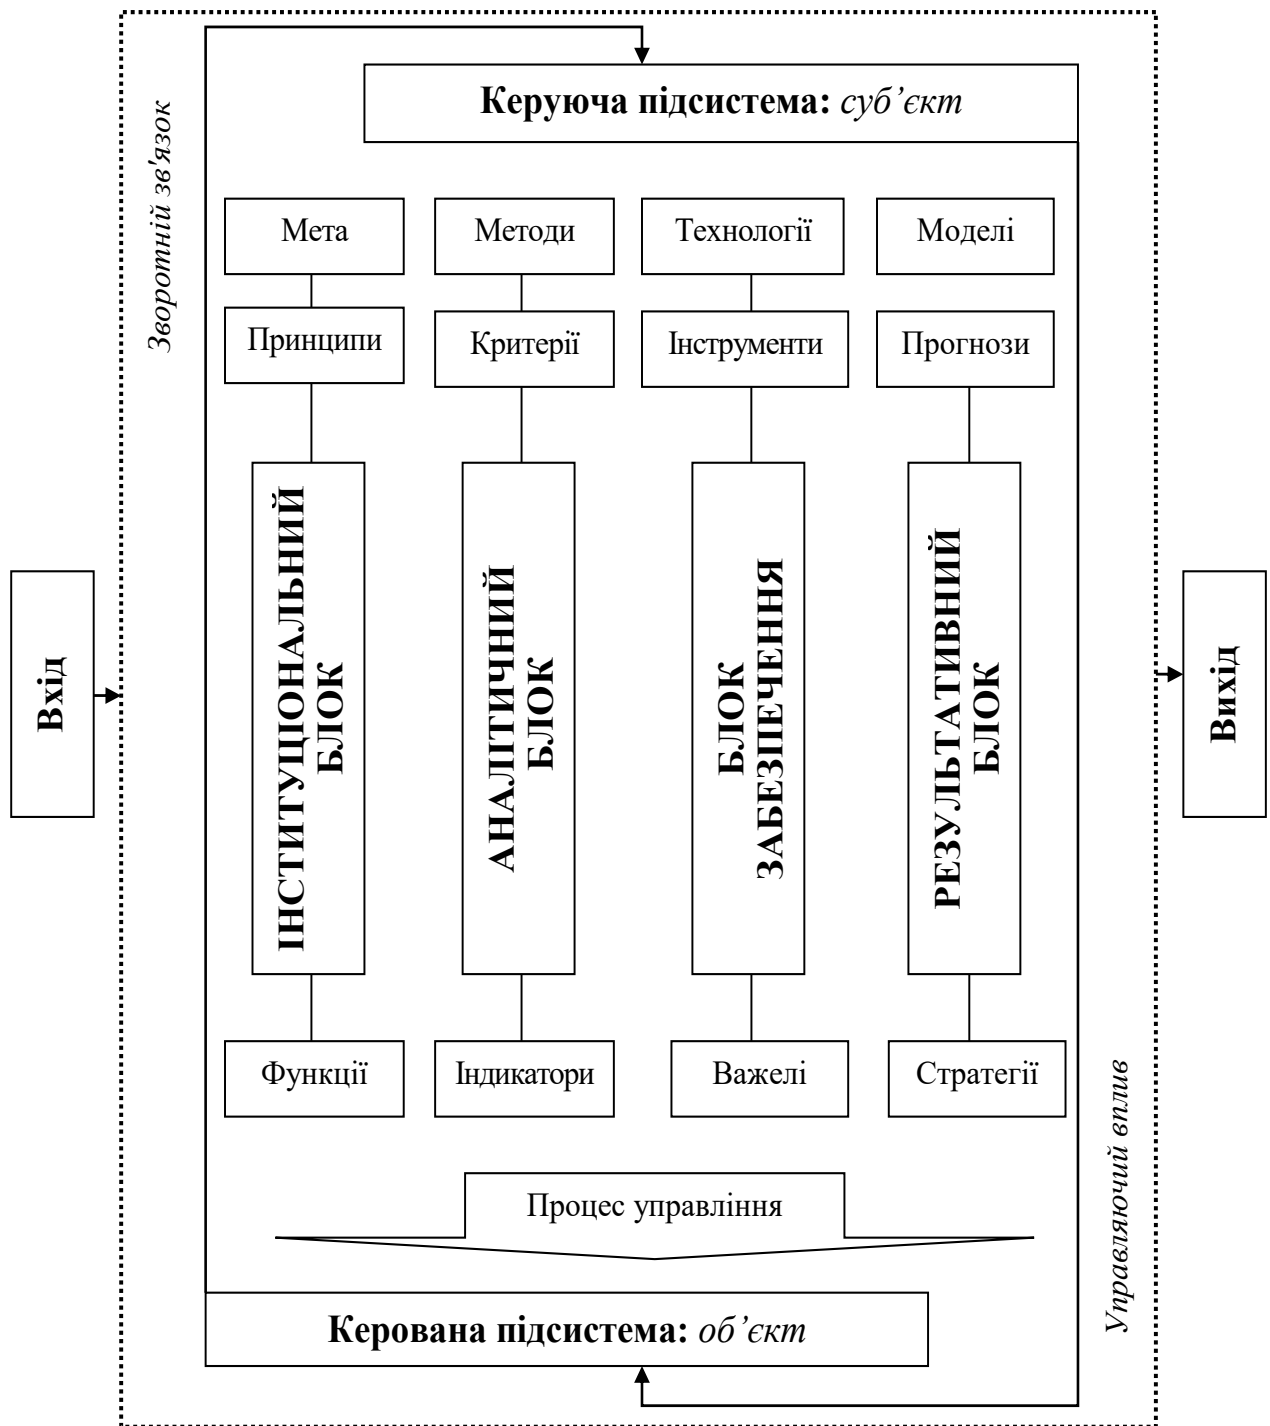 Керуюча підсистема: суб’єкт
Зворотній зв'язок
Мета
Методи
Технології
Моделі
Принципи
Критерії
Інструменти
Прогнози
Вхід
ІНСТИТУЦІОНАЛЬНИЙ
БЛОК
АНАЛІТИЧНИЙ
БЛОК
БЛОК
ЗАБЕЗПЕЧЕННЯ
РЕЗУЛЬТАТИВНИЙ
БЛОК
Вихід
Функції
Індикатори
Важелі
Стратегії
Управляючий вплив
Процес управління
Керована підсистема: об’єкт